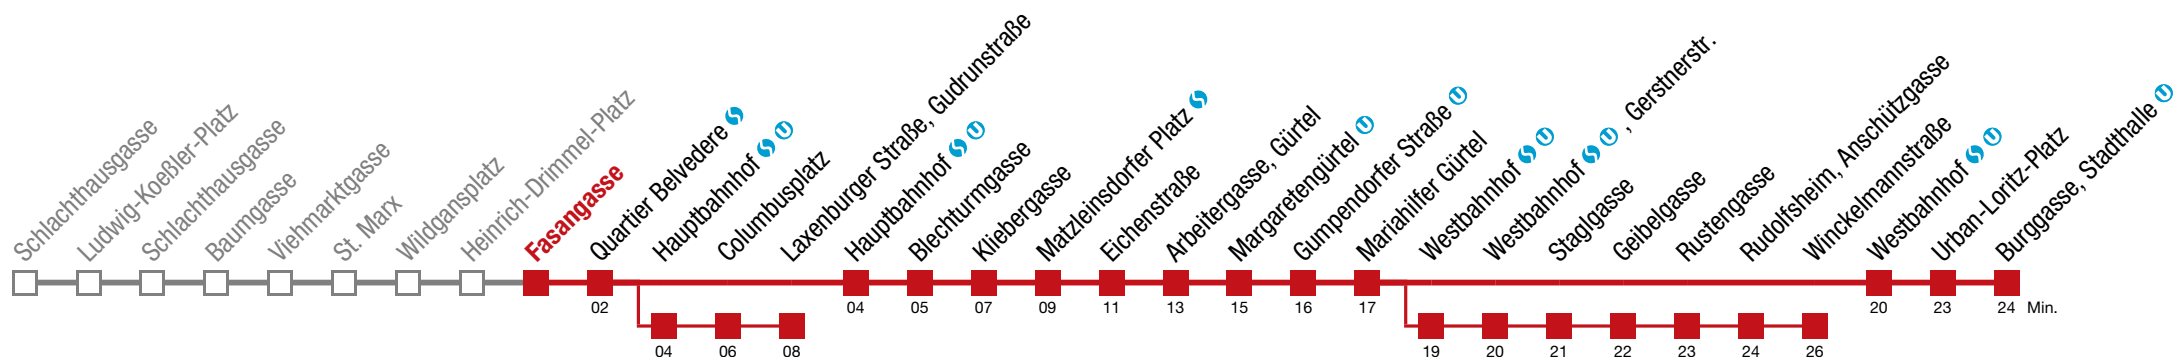 Schlachthausgasse
Ludwig-Koeßler-Platz
Schlachthausgasse
Baumgasse
Viehmarktgasse
St. Marx
Wildgansplatz
Heinrich-Drimmel-Platz
Fasangasse
Quartier Belvedere S
Hauptbahnhof S U
Columbusplatz
Laxenburger Straße, Gudrunstraße
Hauptbahnhof S U
Blechturmgasse
Kliebergasse
Matzleinsdorfer Platz S
Eichenstraße
Arbeitergasse, Gürtel
Margaretengürtel U
Gumpendorfer Straße U
Mariahilfer Gürtel
Westbahnhof S U
Westbahnhof S U , Gerstnerstr.
Staglgasse
Geibelgasse
Rustengasse
Rudolfsheim, Anschützgasse
Winckelmannstraße
Westbahnhof S U
Urban-Loritz-Platz
Burggasse, Stadthalle U
02 04 05 07 09 11 13 15 16 17 20 23 24 Min.
04 06 08 19 20 21 22 23 24 26